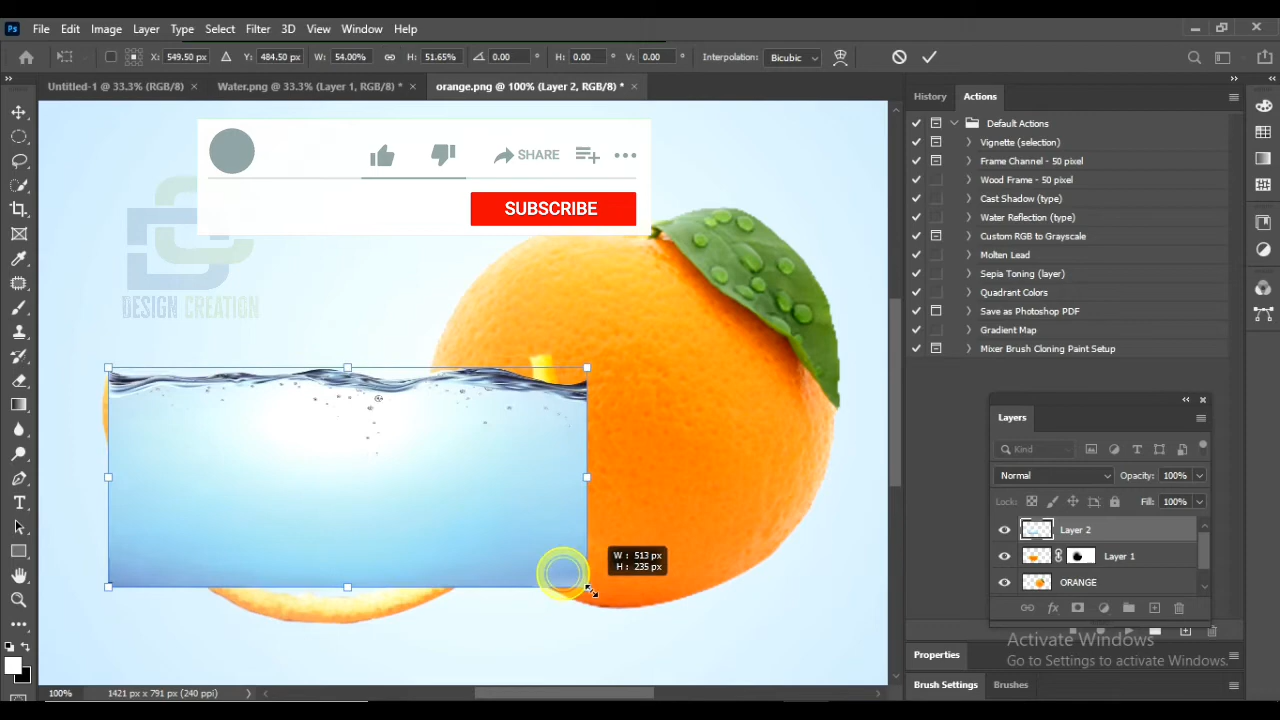 Ps File Edit Image Layer Type Select Filter 3D View Window Help
X: 549.50 px Y: 484.50 px W: 54.00% H: 51.65% 0.00 ° H: 0.00 ° V: 0.00 ° Interpolation: Bicubic
Untitled-1 @ 33.3% (RGB/8) × Water.png @ 33.3% (Layer 1, RGB/8) * × orange.png @ 100% (Layer 2, RGB/8) * ×
History Actions
Default Actions
Vignette (selection)
Frame Channel - 50 pixel
Wood Frame - 50 pixel
Cast Shadow (type)
Water Reflection (type)
Custom RGB to Grayscale
Molten Lead
Sepia Toning (layer)
Quadrant Colors
Save as Photoshop PDF
Gradient Map
Mixer Brush Cloning Paint Setup
SHARE
SUBSCRIBE
DESIGN CREATION
W : 513 px
H : 235 px
Layers
Kind
Normal Opacity: 100%
Lock: Fill: 100%
Layer 2
Layer 1
ORANGE
Activate Windows
Go to Settings to activate Windows.
Properties
Brush Settings Brushes
100% 1421 px x 791 px (240 ppi)